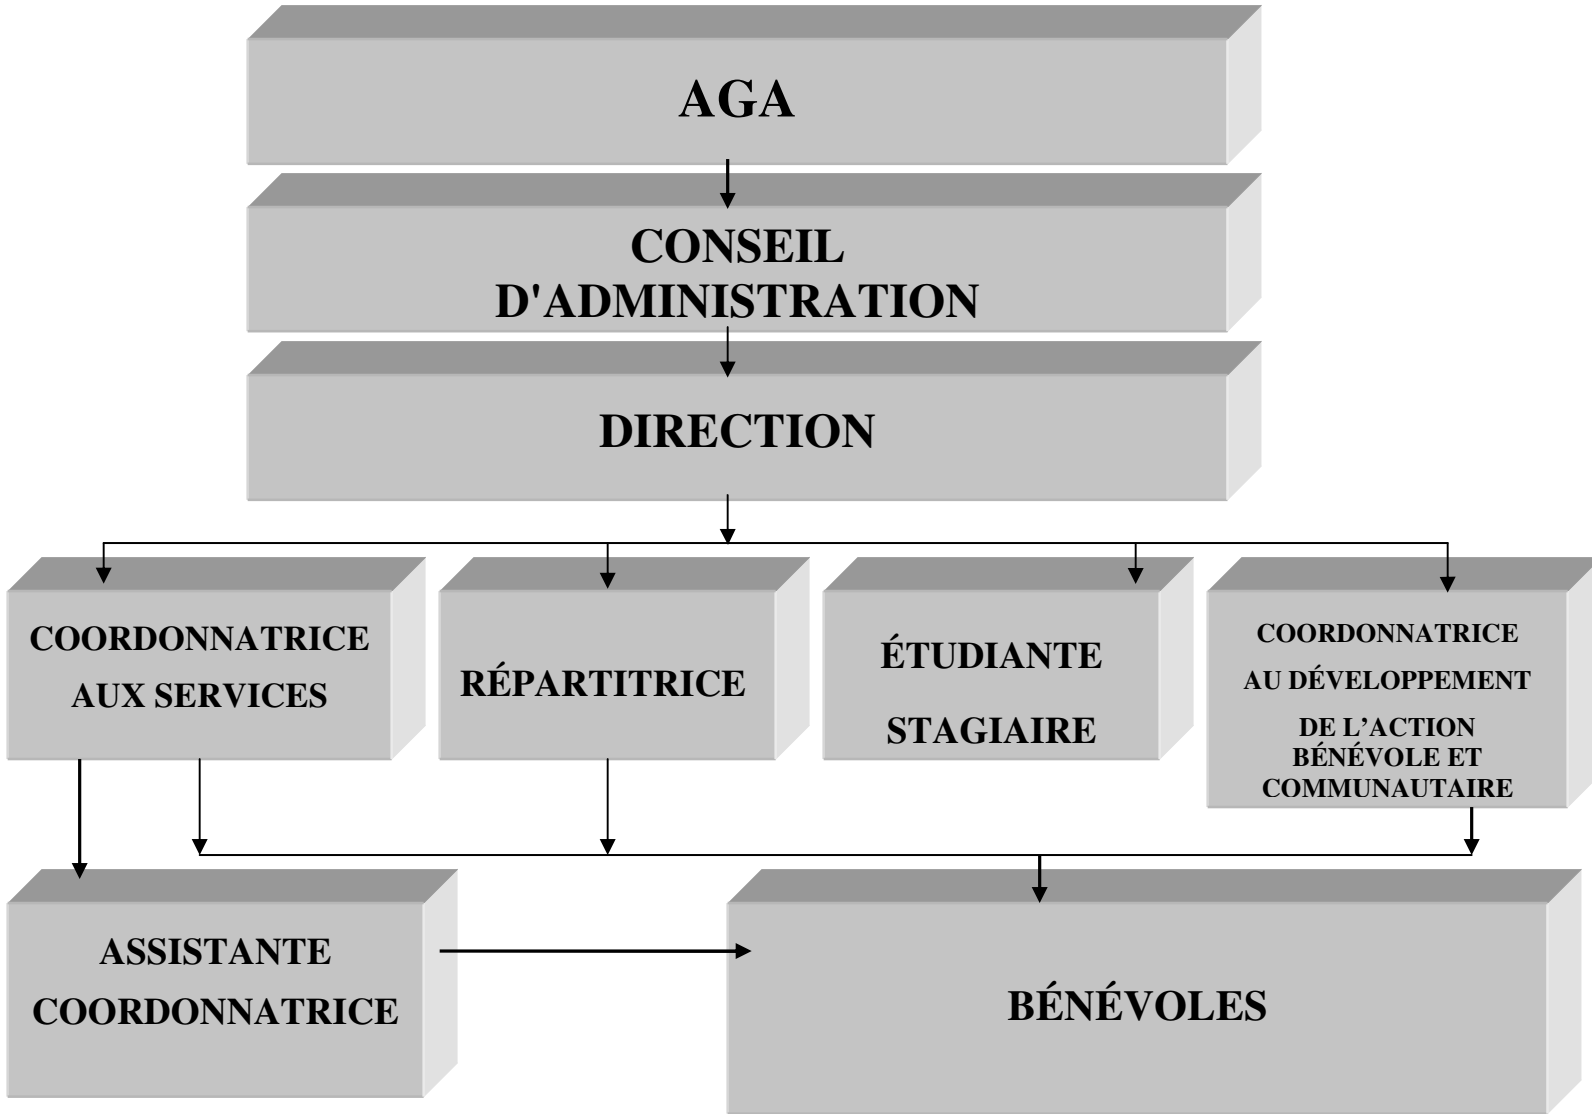 AGA
CONSEIL
D'ADMINISTRATION
DIRECTION
COORDONNATRICE
AUX SERVICES
RÉPARTITRICE
ÉTUDIANTE
STAGIAIRE
COORDONNATRICE
AU DÉVELOPPEMENT
DE L’ACTION
BÉNÉVOLE ET
COMMUNAUTAIRE
ASSISTANTE
COORDONNATRICE
BÉNÉVOLES